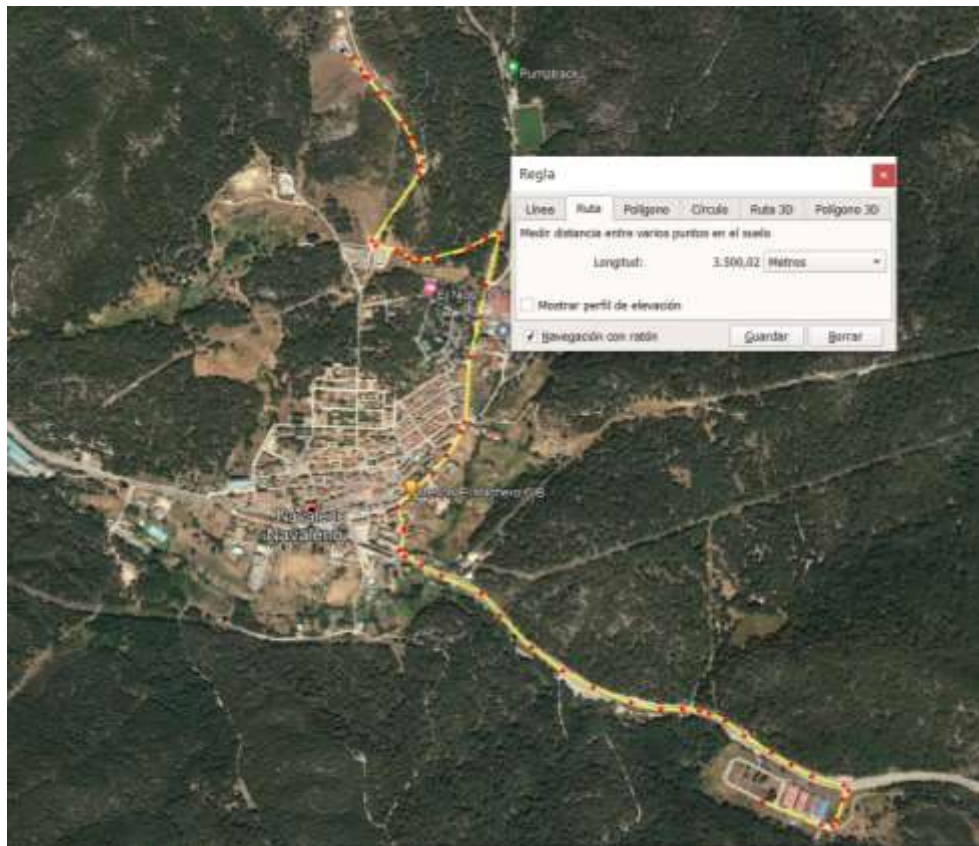 Pumptrack
Regla
Línea Ruta Polígono Círculo Ruta 3D Polígono 3D
Medir distancia entre varios puntos en el suelo
Longitud: 3.500,02 Metros
Mostrar perfil de elevación
Navegación con ratón Guardar Borrar
Navaleno